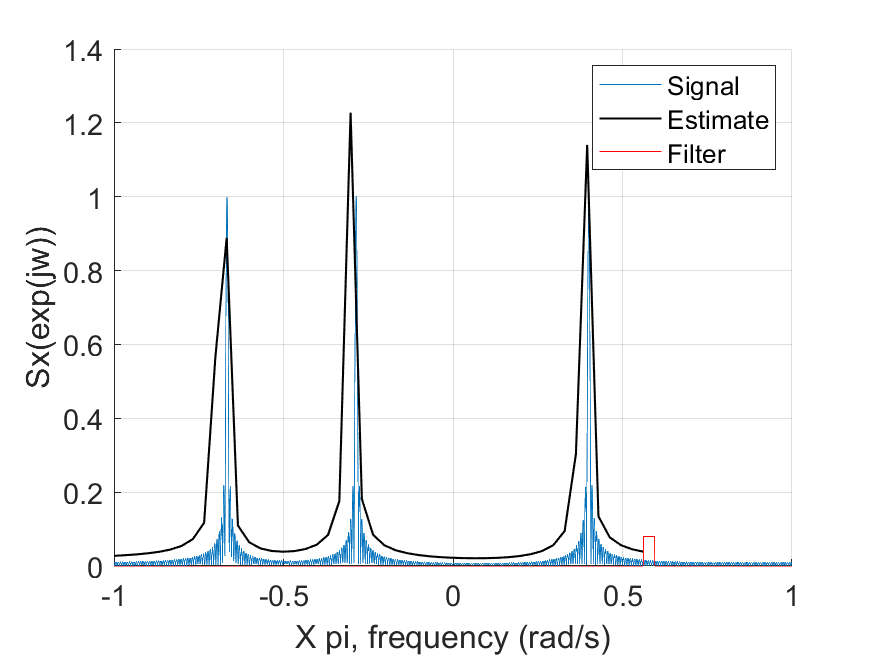 1.4
1.2
1
0.8
0.6
0.4
0.2
0
-1
-0.5
0
0.5
1
Sx(exp(jw))
X pi, frequency (rad/s)
Signal
Estimate
Filter